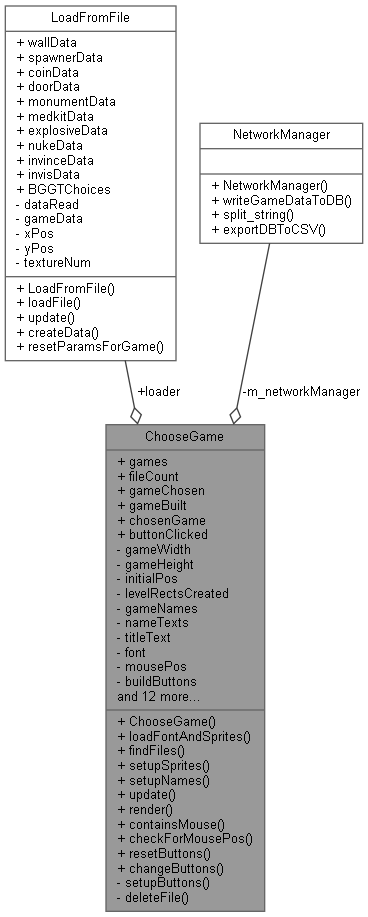 LoadFromFile
+ wallData
+ spawnerData
+ coinData
+ doorData
+ monumentData
+ medkitData
+ explosiveData
+ nukeData
+ invinceData
+ invisData
+ BGGTChoices
- dataRead
- gameData
- xPos
- yPos
- textureNum
+ LoadFromFile()
+ loadFile()
+ update()
+ createData()
+ resetParamsForGame()
NetworkManager
+ NetworkManager()
+ writeGameDataToDB()
+ split_string()
+ exportDBToCSV()
+loader
-m_networkManager
ChooseGame
+ games
+ fileCount
+ gameChosen
+ gameBuilt
+ chosenGame
+ buttonClicked
- gameWidth
- gameHeight
- initialPos
- levelRectsCreated
- gameNames
- nameTexts
- titleText
- font
- mousePos
- buildButtons
and 12 more...
+ ChooseGame()
+ loadFontAndSprites()
+ findFiles()
+ setupSprites()
+ setupNames()
+ update()
+ render()
+ containsMouse()
+ checkForMousePos()
+ resetButtons()
+ changeButtons()
- setupButtons()
- deleteFile()